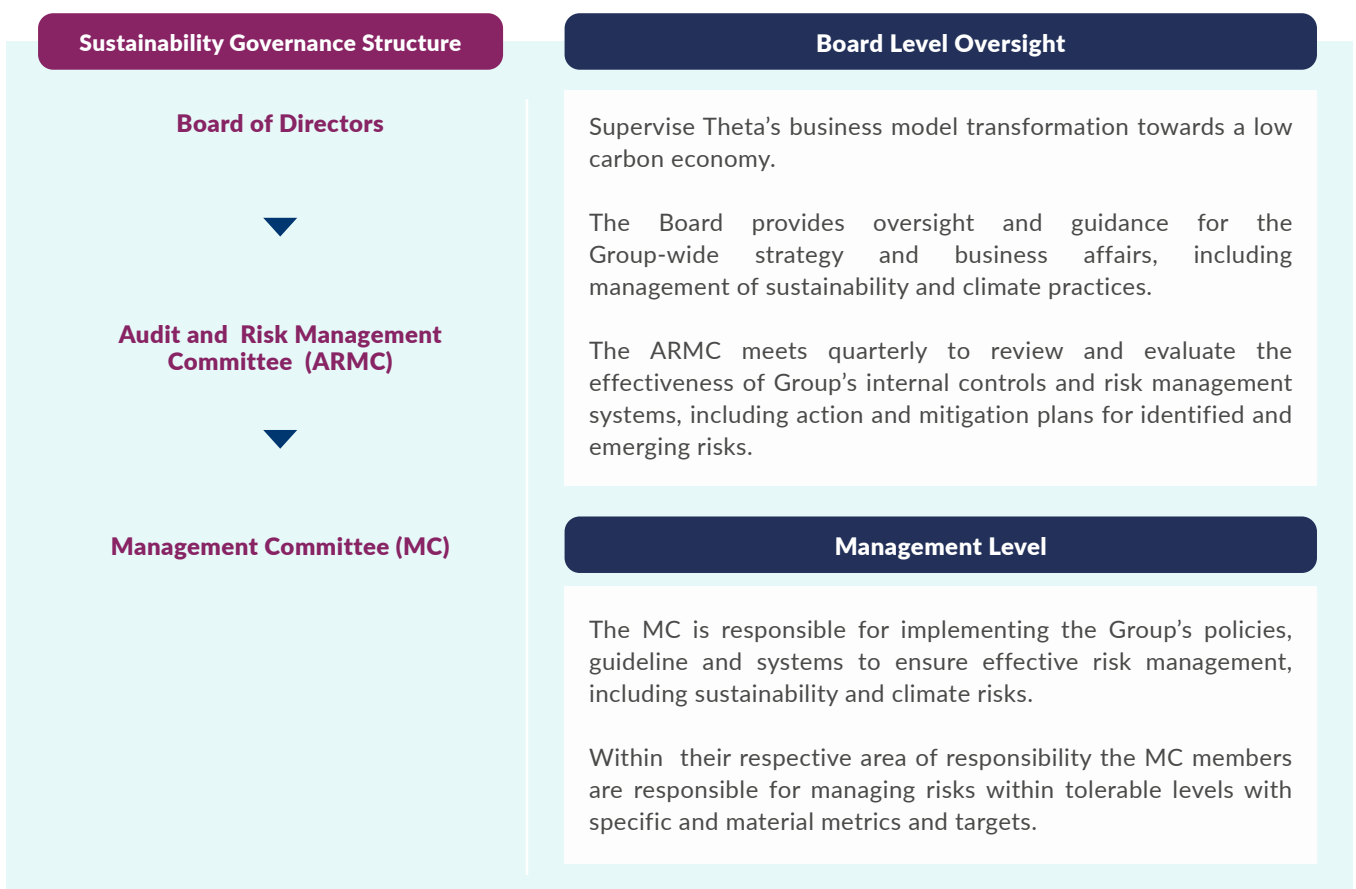 Sustainability Governance Structure
Board of Directors
Audit and Risk Management
Committee (ARMC)
Management Committee (MC)
Board Level Oversight
Supervise Theta’s business model transformation towards a low
carbon economy.
The Board provides oversight and guidance for the
Group-wide strategy and business affairs, including
management of sustainability and climate practices.
The ARMC meets quarterly to review and evaluate the
effectiveness of Group’s internal controls and risk management
systems, including action and mitigation plans for identified and
emerging risks.
Management Level
The MC is responsible for implementing the Group’s policies,
guideline and systems to ensure effective risk management,
including sustainability and climate risks.
Within their respective area of responsibility the MC members
are responsible for managing risks within tolerable levels with
specific and material metrics and targets.